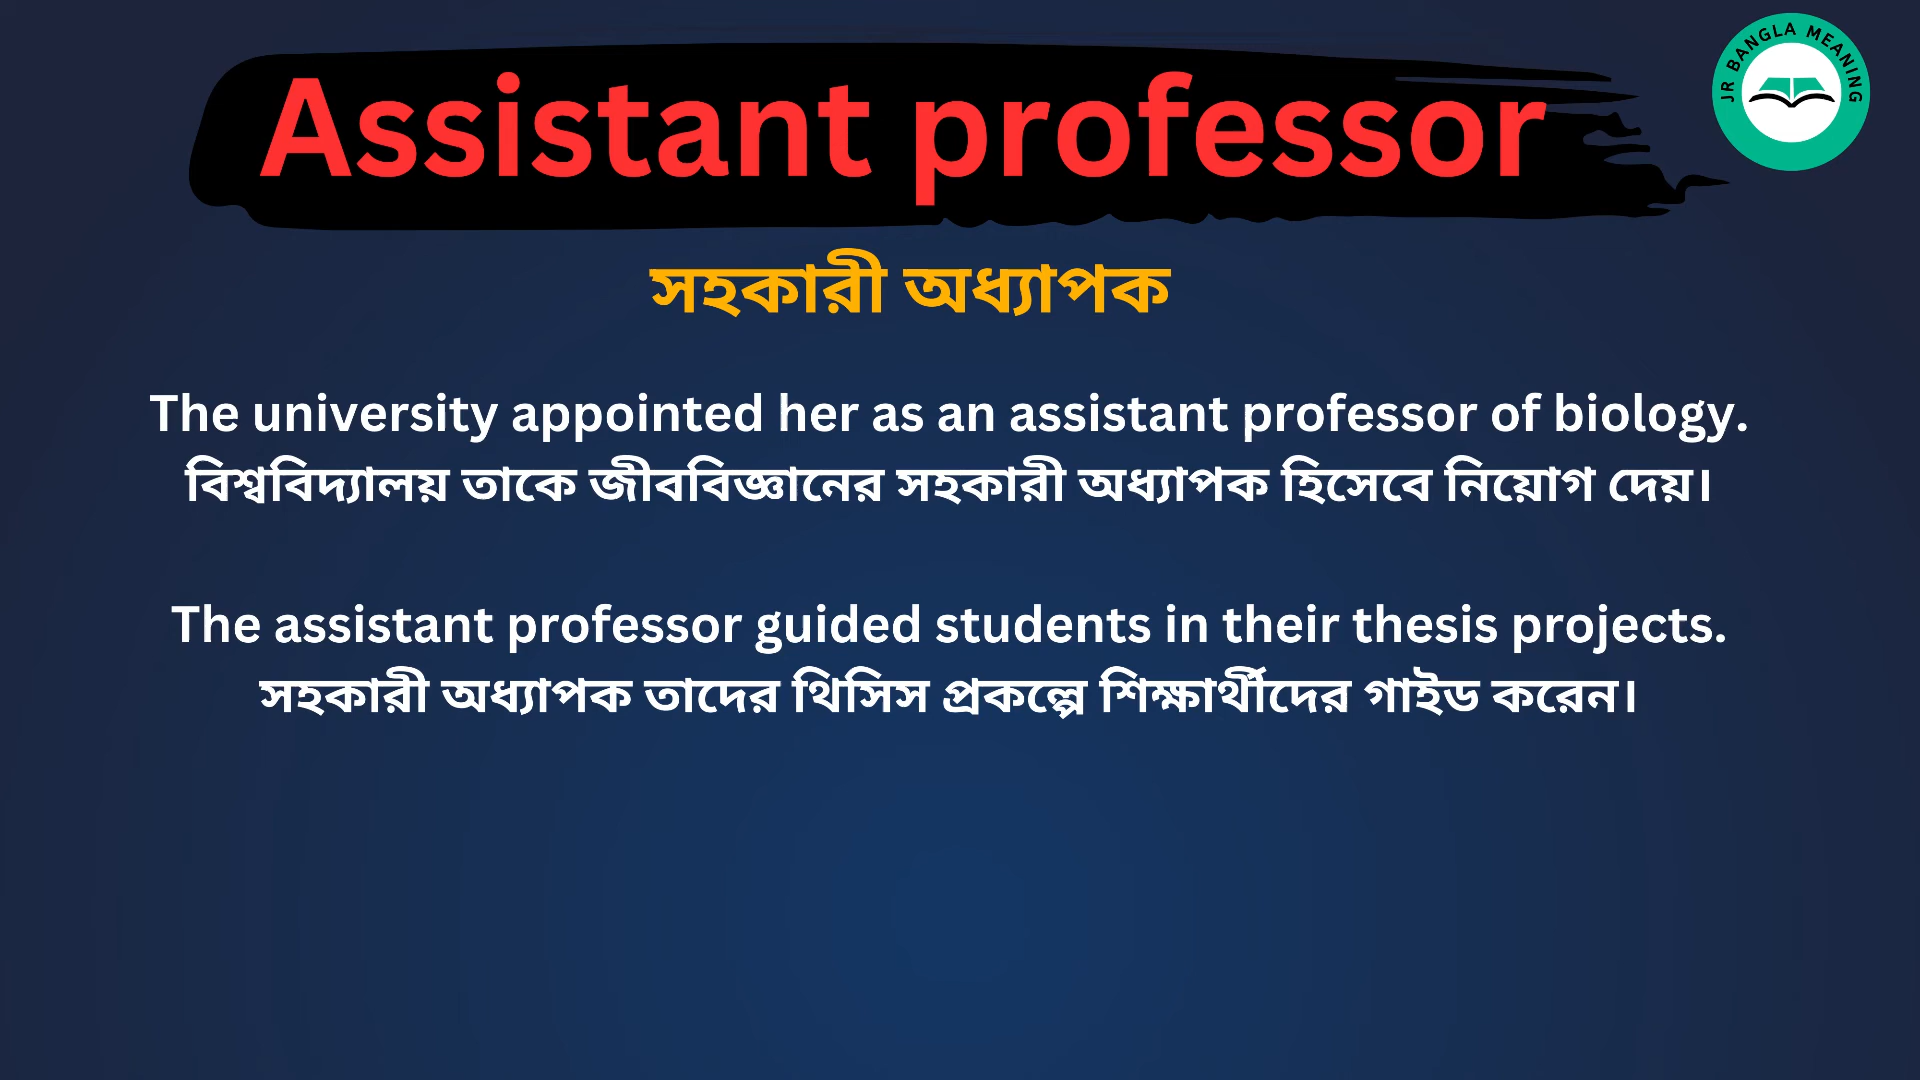 Assistant professor
JR BANGLA MEANING
সহকারী অধ্যাপক
The university appointed her as an assistant professor of biology.
বিশ্ববিদ্যালয় তাকে জীববিজ্ঞানের সহকারী অধ্যাপক হিসেবে নিয়োগ দেয়।
The assistant professor guided students in their thesis projects.
সহকারী অধ্যাপক তাদের থিসিস প্রকল্পে শিক্ষার্থীদের গাইড করেন।